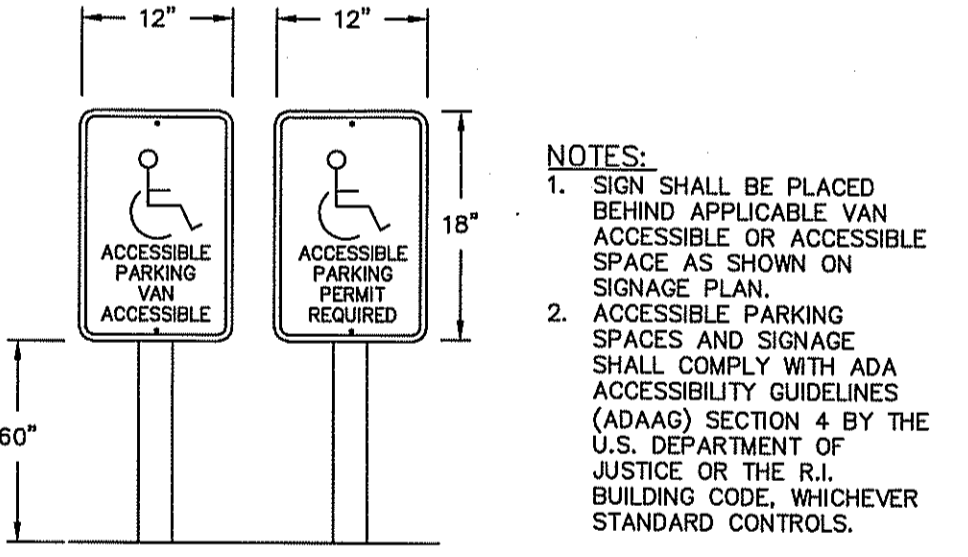 12" 12"
ACCESSIBLE
PARKING
VAN
ACCESSIBLE
ACCESSIBLE
PARKING
PERMIT
REQUIRED
18"
60"
NOTES:
1. SIGN SHALL BE PLACED
BEHIND APPLICABLE VAN
ACCESSIBLE OR ACCESSIBLE
SPACE AS SHOWN ON
SIGNAGE PLAN.
2. ACCESSIBLE PARKING
SPACES AND SIGNAGE
SHALL COMPLY WITH ADA
ACCESSIBILITY GUIDELINES
(ADAAG) SECTION 4 BY THE
U.S. DEPARTMENT OF
JUSTICE OR THE R.I.
BUILDING CODE, WHICHEVER
STANDARD CONTROLS.